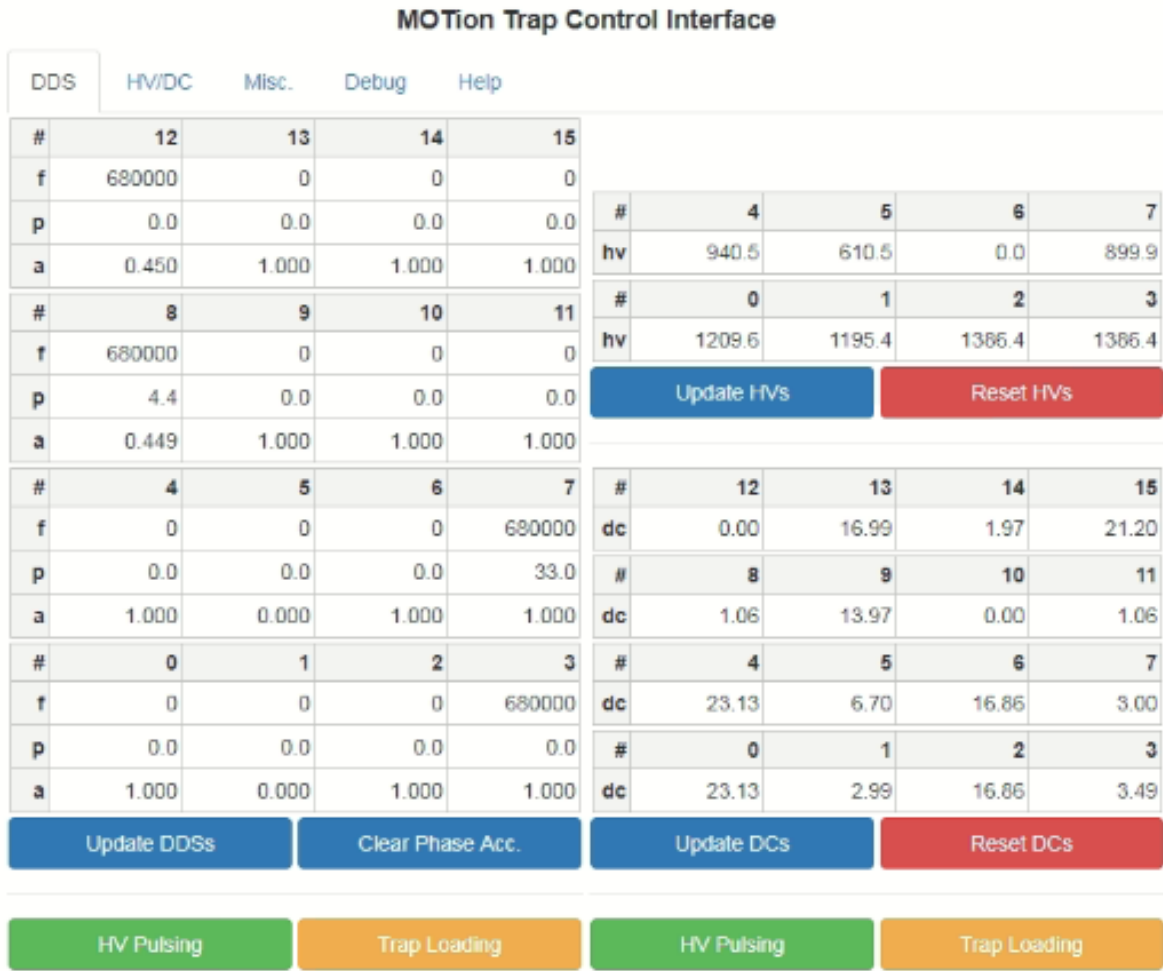 MOTion Trap Control Interface
DDS HV/DC Misc. Debug Help
# 12 13 14 15
f 680000 0 0 0
p 0.0 0.0 0.0 0.0
a 0.450 1.000 1.000 1.000
# 8 9 10 11
f 680000 0 0 0
p 4.4 0.0 0.0 0.0
a 0.449 1.000 1.000 1.000
# 4 5 6 7
f 0 0 0 680000
p 0.0 0.0 0.0 33.0
a 1.000 0.000 1.000 1.000
# 0 1 2 3
f 0 0 0 680000
p 0.0 0.0 0.0 0.0
a 1.000 0.000 1.000 1.000
Update DDSs Clear Phase Acc.
HV Pulsing Trap Loading
# 4 5 6 7
hv 940.5 610.5 0.0 899.9
# 0 1 2 3
hv 1209.6 1195.4 1386.4 1386.4
Update HVs Reset HVs
# 12 13 14 15
dc 0.00 16.99 1.97 21.20
# 8 9 10 11
dc 1.06 13.97 0.00 1.06
# 4 5 6 7
dc 23.13 6.70 16.86 3.00
# 0 1 2 3
dc 23.13 2.99 16.86 3.49
Update DCs Reset DCs
HV Pulsing Trap Loading